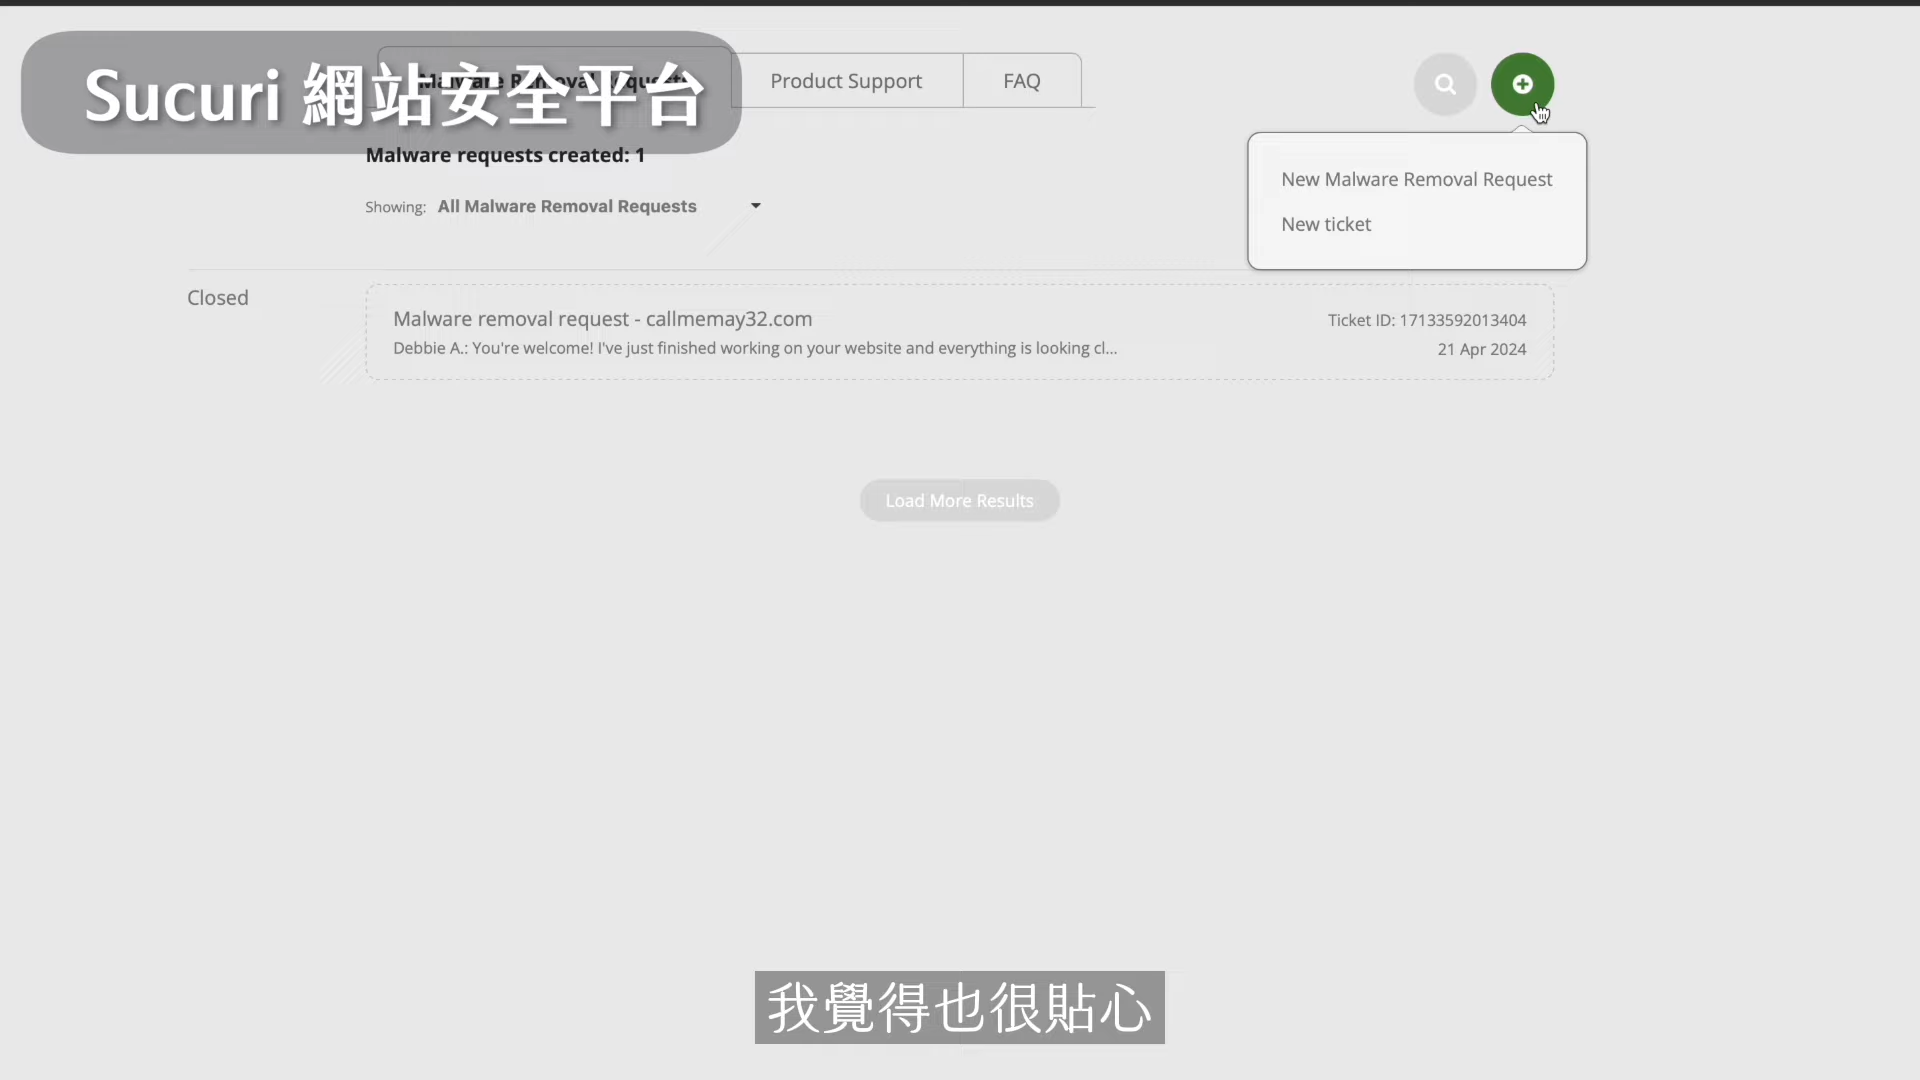 Sucuri 網站安全平台
Malware Removal Requests
Product Support
FAQ
Malware requests created: 1
Showing: All Malware Removal Requests
New Malware Removal Request
New ticket
Closed
Malware removal request - callmemay32.com
Ticket ID: 17133592013404
Debbie A.: You're welcome! I've just finished working on your website and everything is looking cl...
21 Apr 2024
Load More Results
我覺得也很貼心